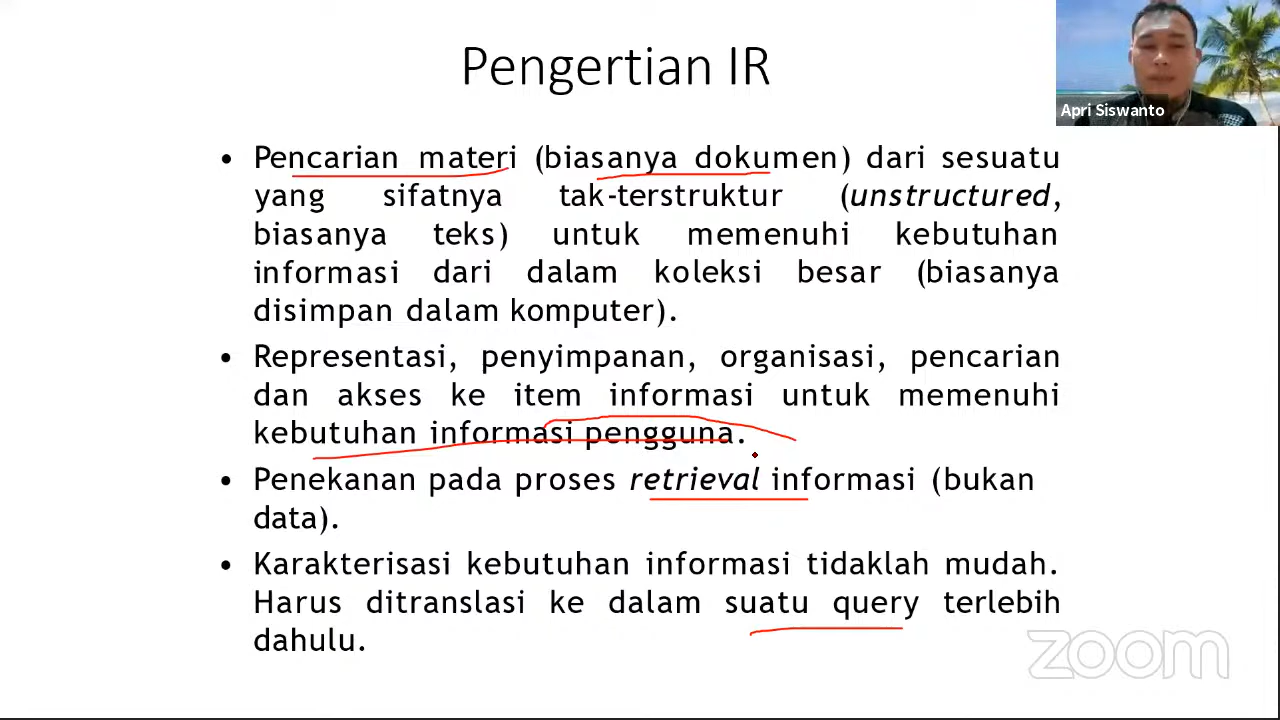 Pengertian IR
Apri Siswanto
• Pencarian materi (biasanya dokumen) dari sesuatu
yang sifatnya tak-terstruktur (unstructured,
biasanya teks) untuk memenuhi kebutuhan
informasi dari dalam koleksi besar (biasanya
disimpan dalam komputer).
• Representasi, penyimpanan, organisasi, pencarian
dan akses ke item informasi untuk memenuhi
kebutuhan informasi pengguna.
• Penekanan pada proses retrieval informasi (bukan
data).
• Karakterisasi kebutuhan informasi tidaklah mudah.
Harus ditranslasi ke dalam suatu query terlebih
dahulu.
zoom